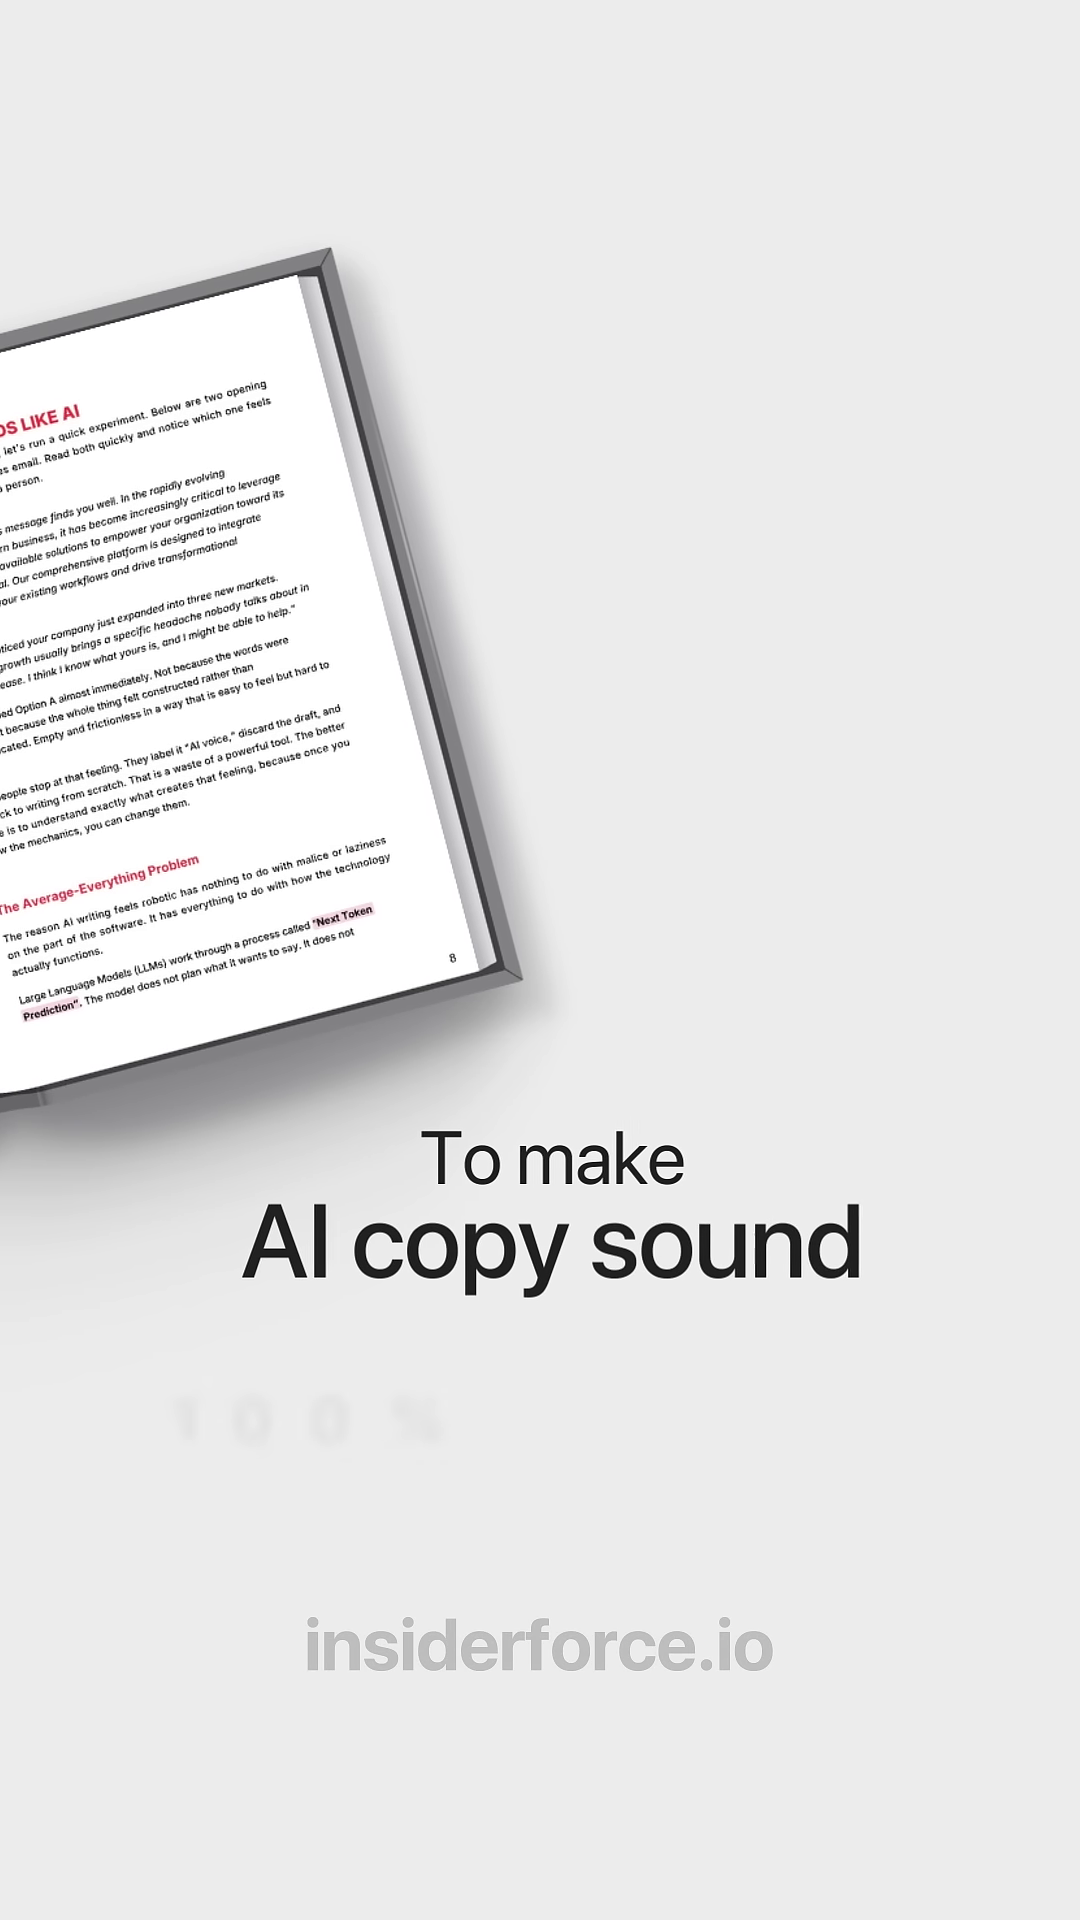 DS LIKE AI
let's run a quick experiment. Below are two opening
es email. Read both quickly and notice which one feels
person.
message finds you well. In the rapidly evolving
rn business, it has become increasingly critical to leverage
available solutions to empower your organization toward its
al. Our comprehensive platform is designed to integrate
your existing workflows and drive transformational
ticed your company just expanded into three new markets.
growth usually brings a specific headache nobody talks about in
ease. I think I know what yours is, and I might be able to help."
ed Option A almost immediately. Not because the words were
t because the whole thing felt constructed rather than
cated. Empty and frictionless in a way that is easy to feel but hard to
eople stop at that feeling. They label it "AI voice," discard the draft, and
ck to writing from scratch. That is a waste of a powerful tool. The better
e is to understand exactly what creates that feeling, because once you
w the mechanics, you can change them.
The Average-Everything Problem
The reason AI writing feels robotic has nothing to do with malice or laziness
on the part of the software. It has everything to do with how the technology
actually functions.
Large Language Models (LLMs) work through a process called "Next Token
Prediction". The model does not plan what it wants to say. It does not
8
To make
AI copy sound
100%
insiderforce.io